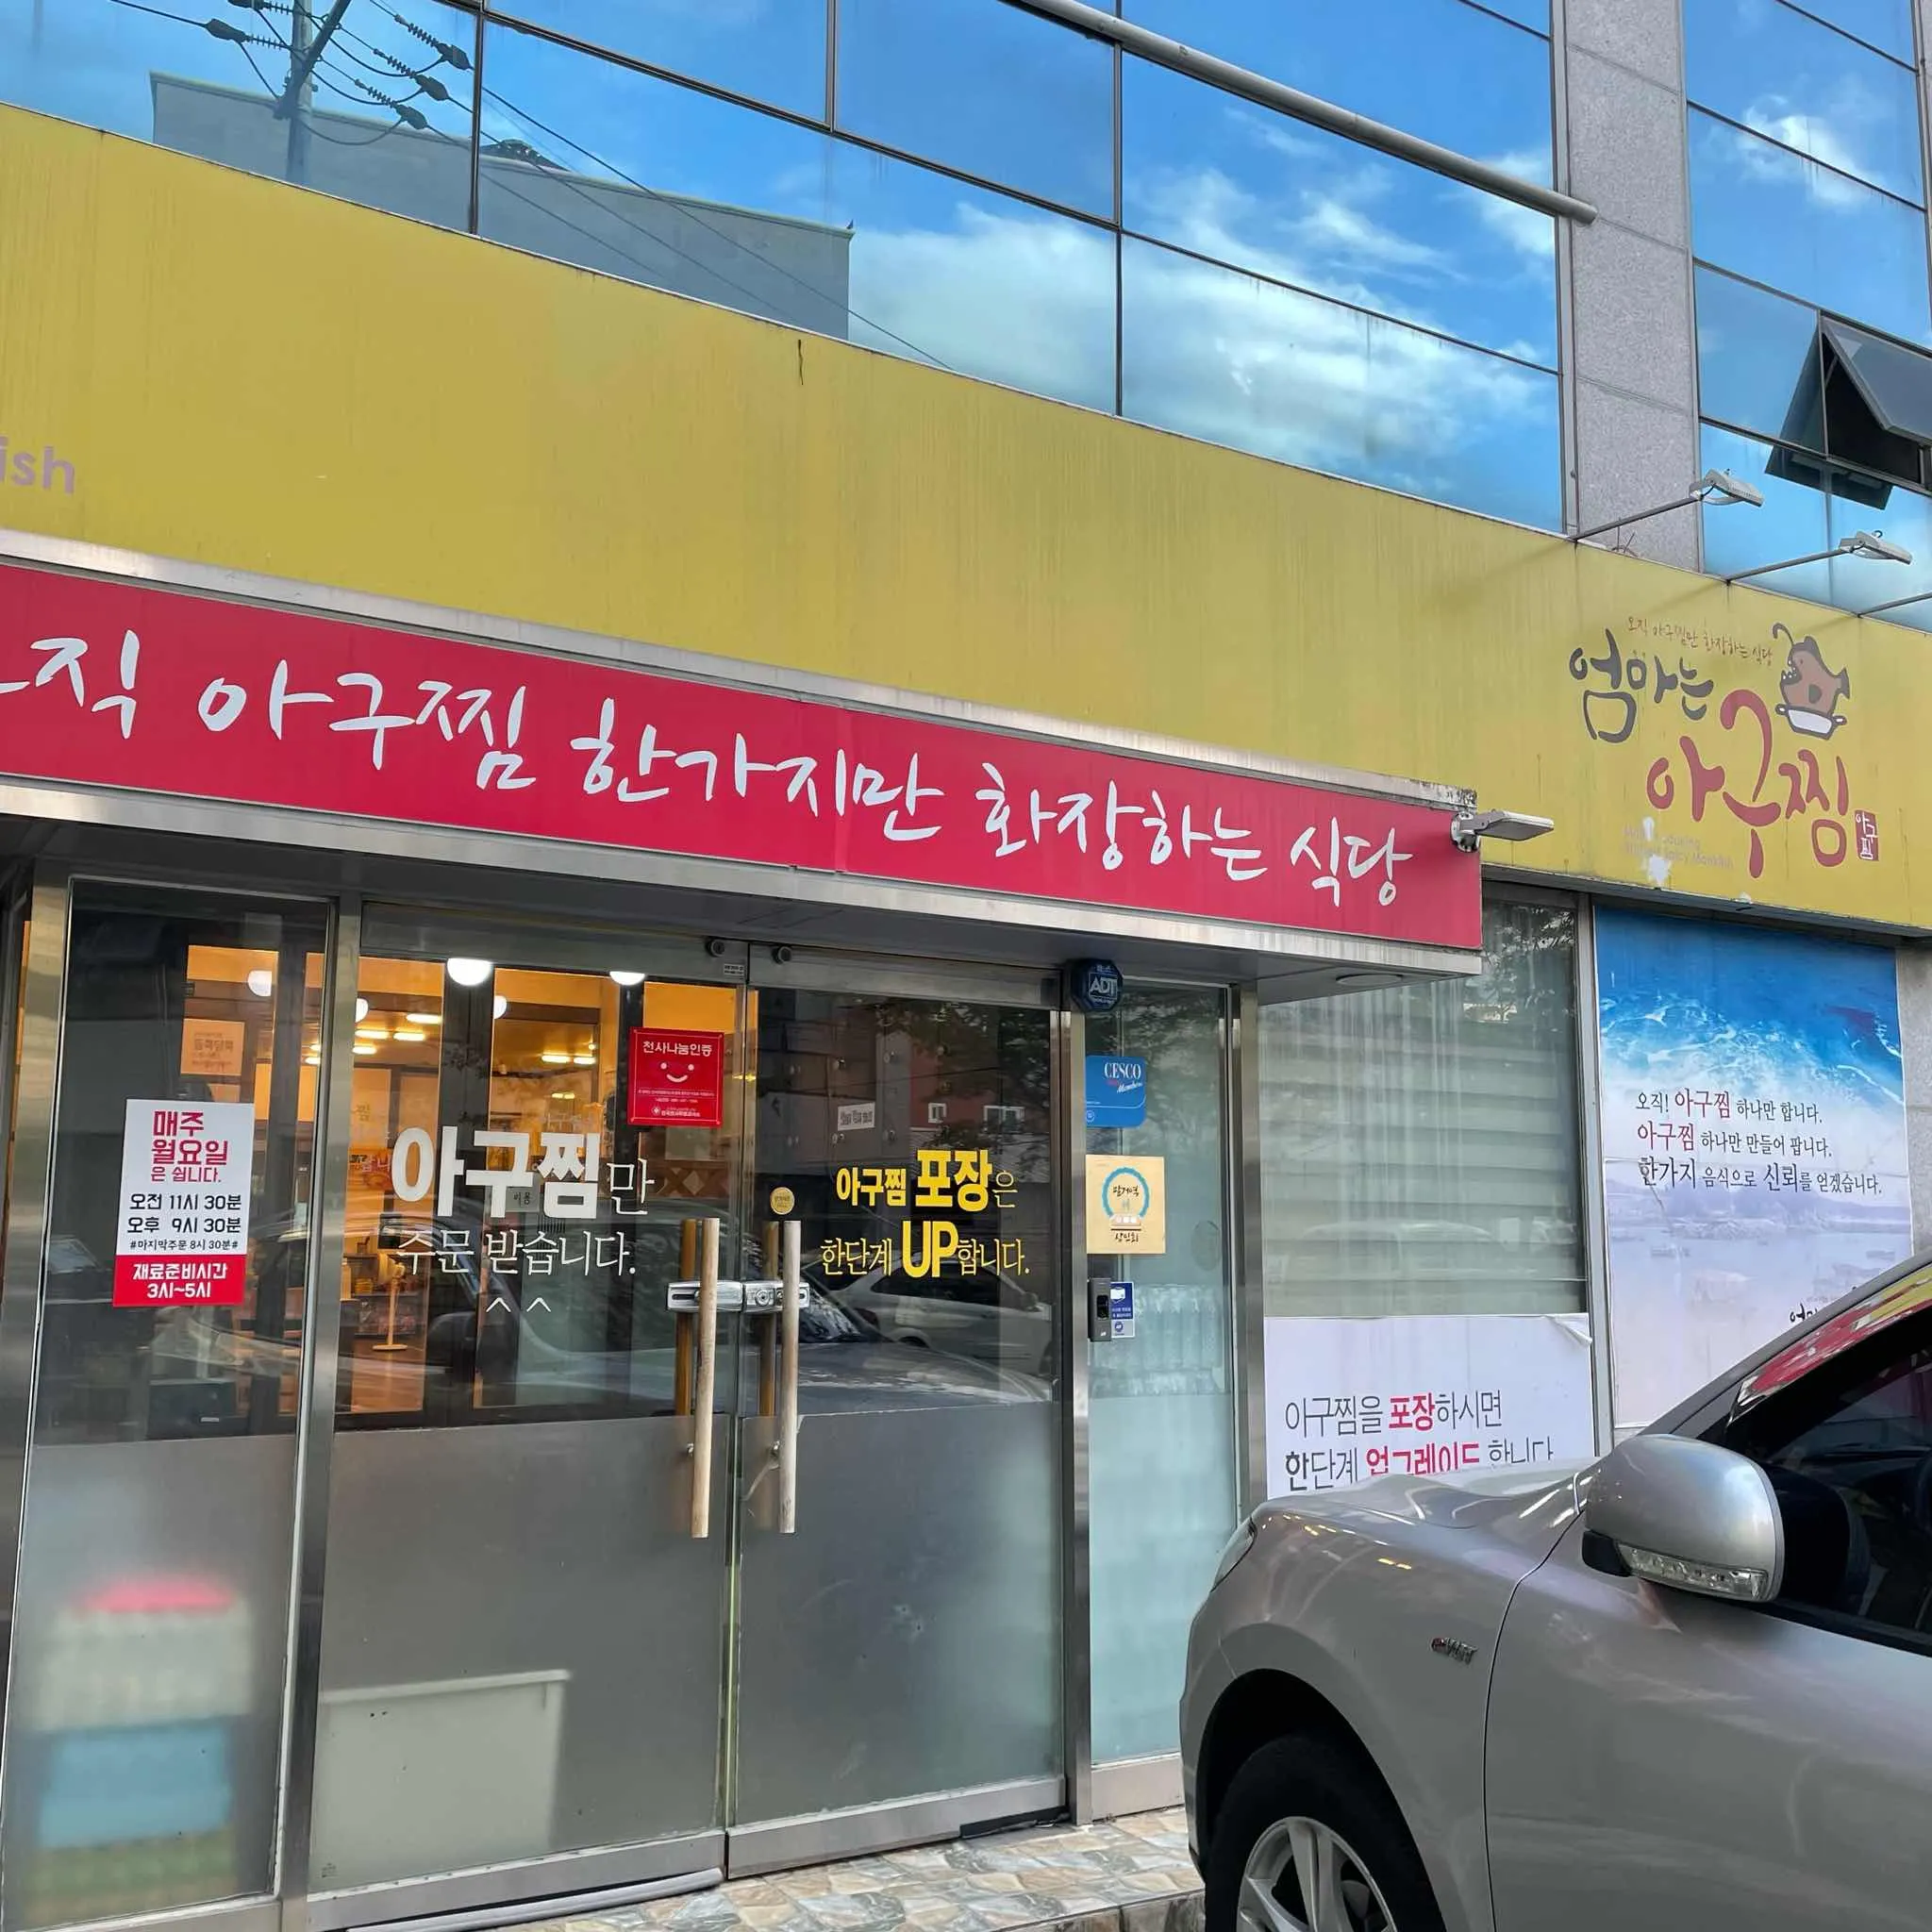 ish
오직 아구찜만 화장하는 식당
엄마는
아구찜
아구
찜
오직 아구찜 한가지만 화장하는 식당
ADT
천사나눔인증
CESCO
Members
매주
월요일
은 쉽니다.
오전 11시 30분
오후 9시 30분
#마지막주문 8시 30분#
재료준비시간
3시~5시
아구찜만
주문 받습니다.
^^
아구찜 포장은
한단계 UP합니다.
상인회
오직! 아구찜 하나만 합니다.
아구찜 하나만 만들어 팝니다.
한가지 음식으로 신뢰를 얻겠습니다.
아구찜을 포장하시면
한단계 업그레이드 합니다